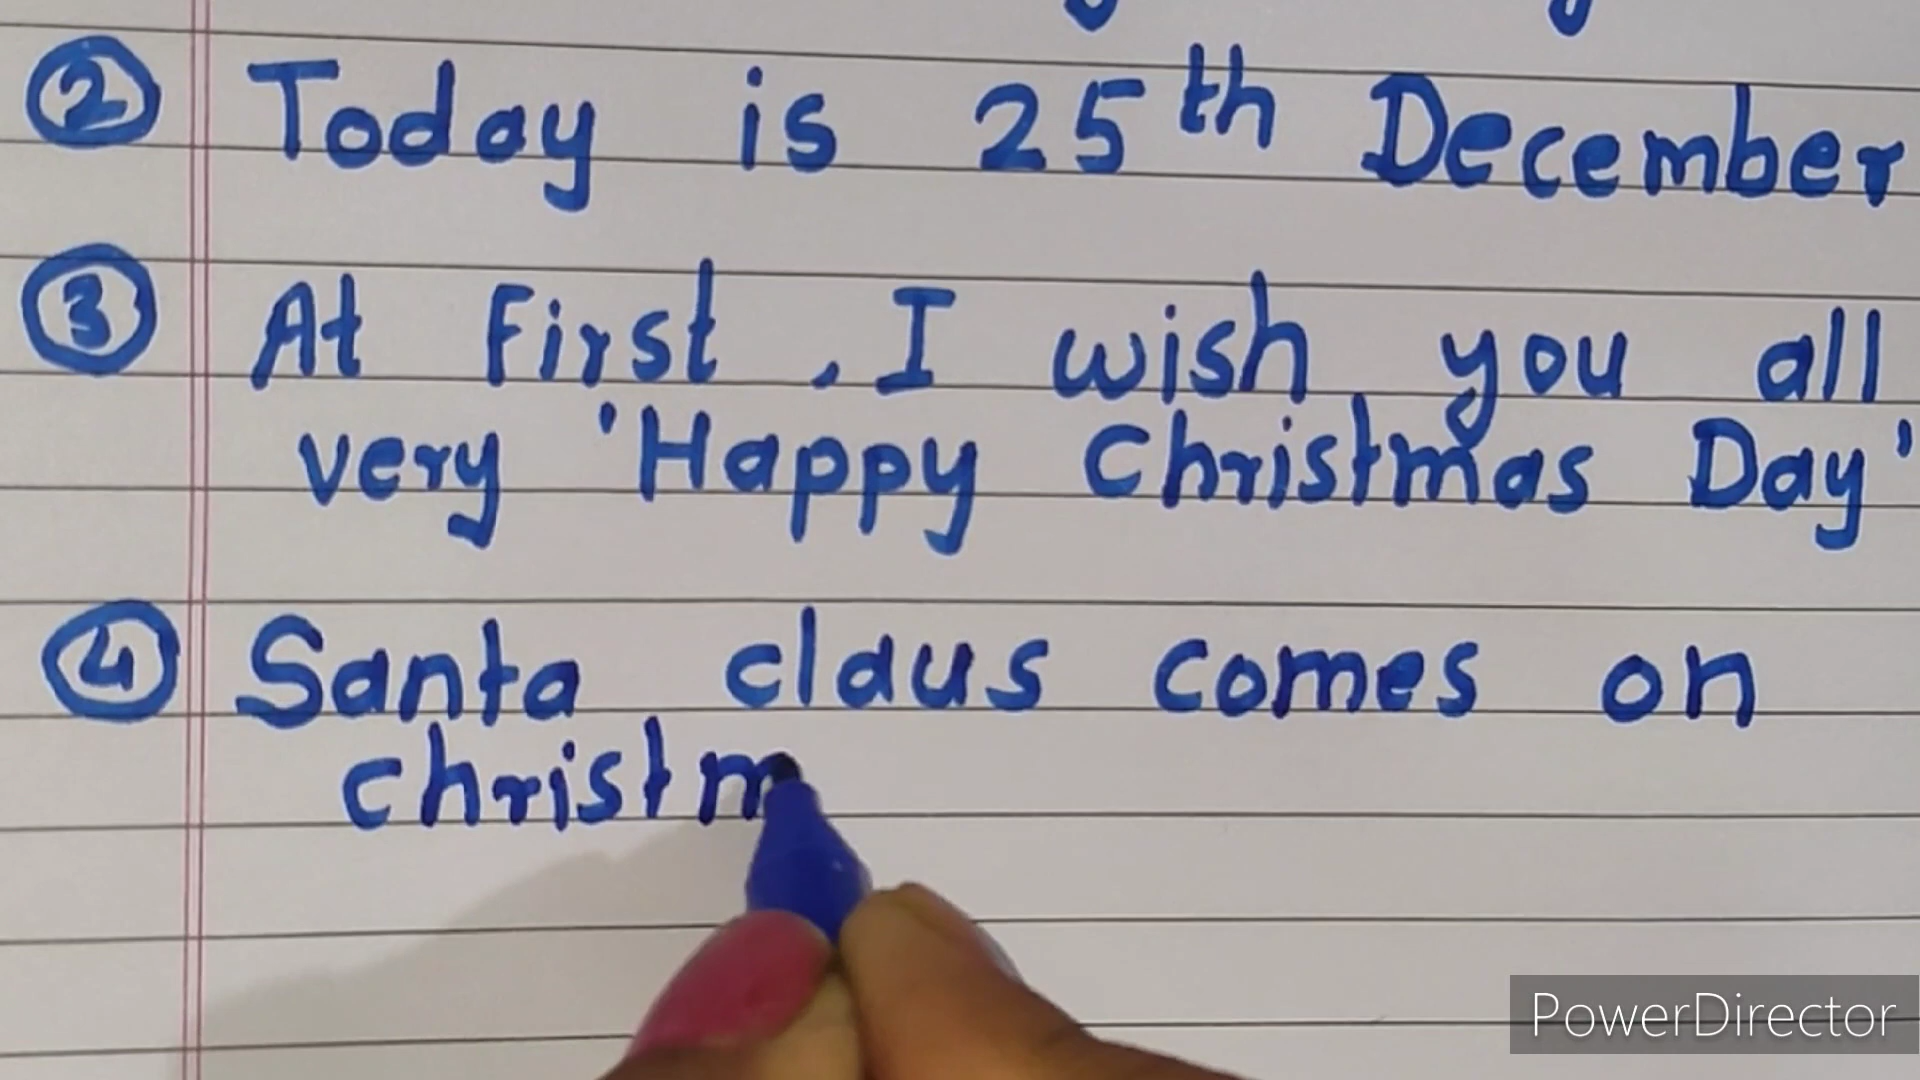 ② Today is 25th December
③ At First, I wish you all
very 'Happy Christmas Day'
④ Santa claus comes on
christm
PowerDirector